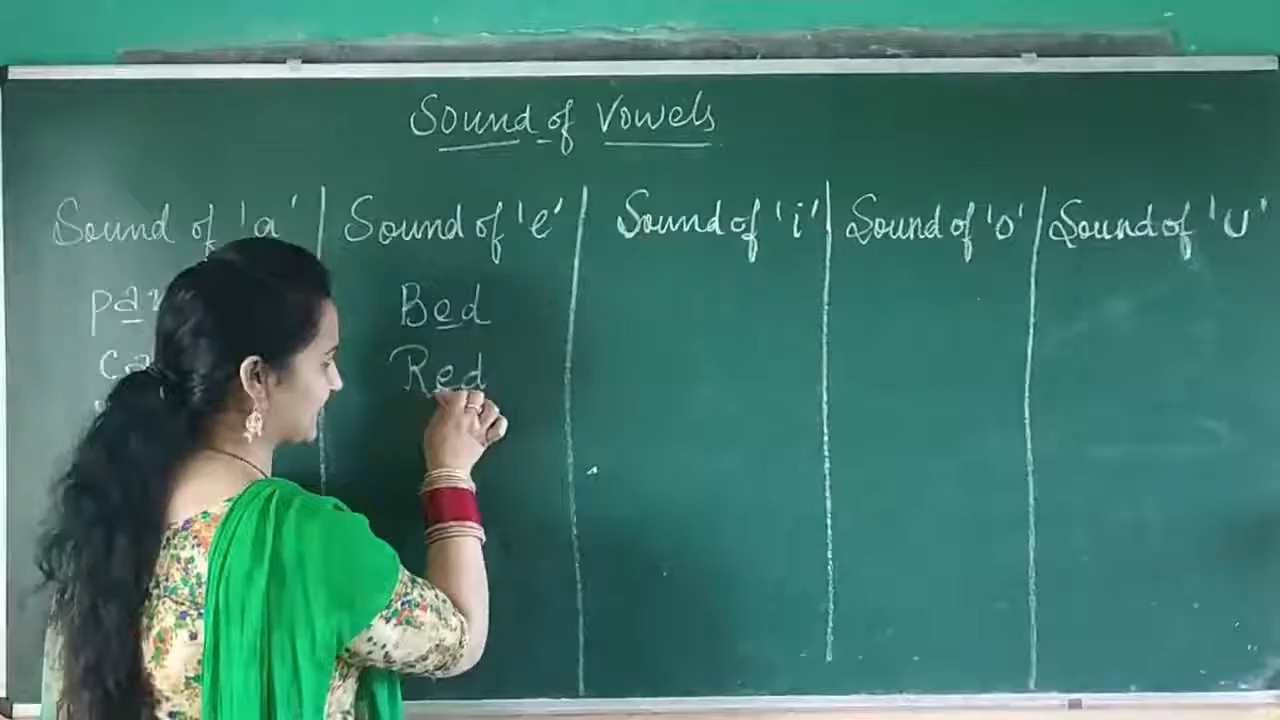 Sound of Vowels
Sound of 'a' Sound of 'e' Sound of 'i' Sound of 'o' Sound of 'u'
Bed
Red